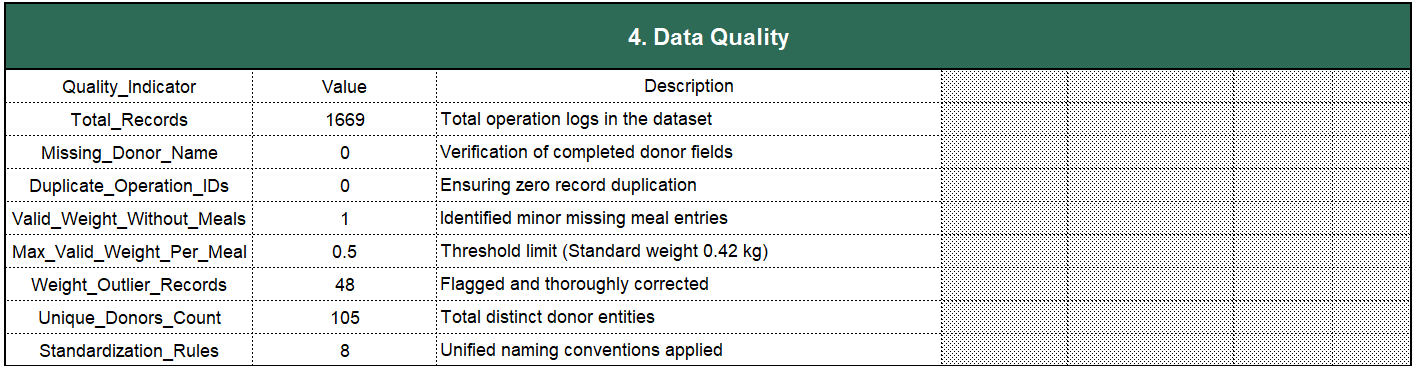 4. Data Quality
Quality_Indicator Value Description
Total_Records 1669 Total operation logs in the dataset
Missing_Donor_Name 0 Verification of completed donor fields
Duplicate_Operation_IDs 0 Ensuring zero record duplication
Valid_Weight_Without_Meals 1 Identified minor missing meal entries
Max_Valid_Weight_Per_Meal 0.5 Threshold limit (Standard weight 0.42 kg)
Weight_Outlier_Records 48 Flagged and thoroughly corrected
Unique_Donors_Count 105 Total distinct donor entities
Standardization_Rules 8 Unified naming conventions applied